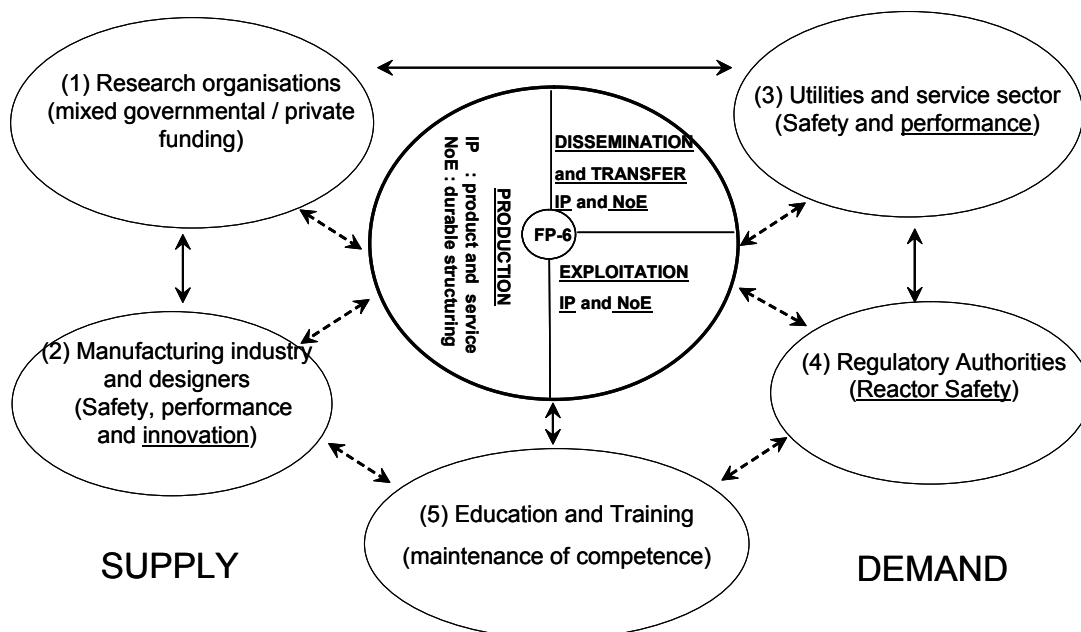 (1) Research organisations
(mixed governmental / private
funding)
(3) Utilities and service sector
(Safety and performance)
PRODUCTION
IP : product and service
NoE : durable structuring
DISSEMINATION
and TRANSFER
IP and NoE
FP-6
EXPLOITATION
IP and NoE
(2) Manufacturing industry
and designers
(Safety, performance
and innovation)
(4) Regulatory Authorities
(Reactor Safety)
(5) Education and Training
(maintenance of competence)
SUPPLY
DEMAND